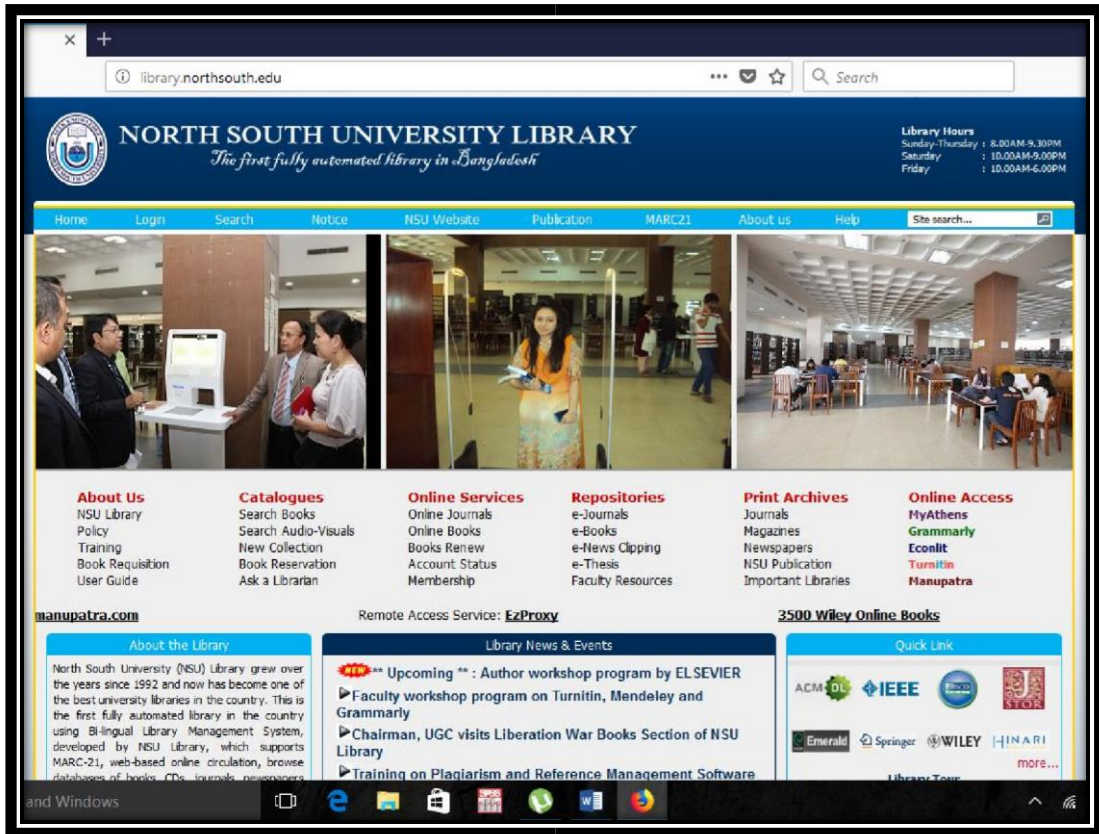 library.northsouth.edu
Search
NORTH SOUTH UNIVERSITY LIBRARY
The first fully automated library in Bangladesh
Library Hours
Sunday-Thursday : 8.00AM-9.30PM
Saturday : 10.00AM-9.00PM
Friday : 10.00AM-6.00PM
Home Login Search Notice NSU Website Publication MARC21 About us Help Site search...
About Us
NSU Library
Policy
Training
Book Requisition
User Guide
Catalogues
Search Books
Search Audio-Visuals
New Collection
Book Reservation
Ask a Librarian
Online Services
Online Journals
Online Books
Books Renew
Account Status
Membership
Repositories
e-Journals
e-Books
e-News Clipping
e-Thesis
Faculty Resources
Print Archives
Journals
Magazines
Newspapers
NSU Publication
Important Libraries
Online Access
MyAthens
Grammarly
Econlit
Turnitin
Manupatra
manupatra.com Remote Access Service: EzProxy 3500 Wiley Online Books
About the Library
North South University (NSU) Library grew over
the years since 1992 and now has become one of
the best university libraries in the country. This is
the first fully automated library in the country
using Bi-lingual Library Management System,
developed by NSU Library, which supports
MARC-21, web-based online circulation, browse
databases of books, CDs, journals, newspapers
Library News & Events
NEW ** Upcoming ** : Author workshop program by ELSEVIER
Faculty workshop program on Turnitin, Mendeley and
Grammarly
Chairman, UGC visits Liberation War Books Section of NSU
Library
Training on Plagiarism and Reference Management Software
Quick Link
ACM DL IEEE JSTOR
Emerald Springer WILEY HINARI
more...
Library Tour
and Windows